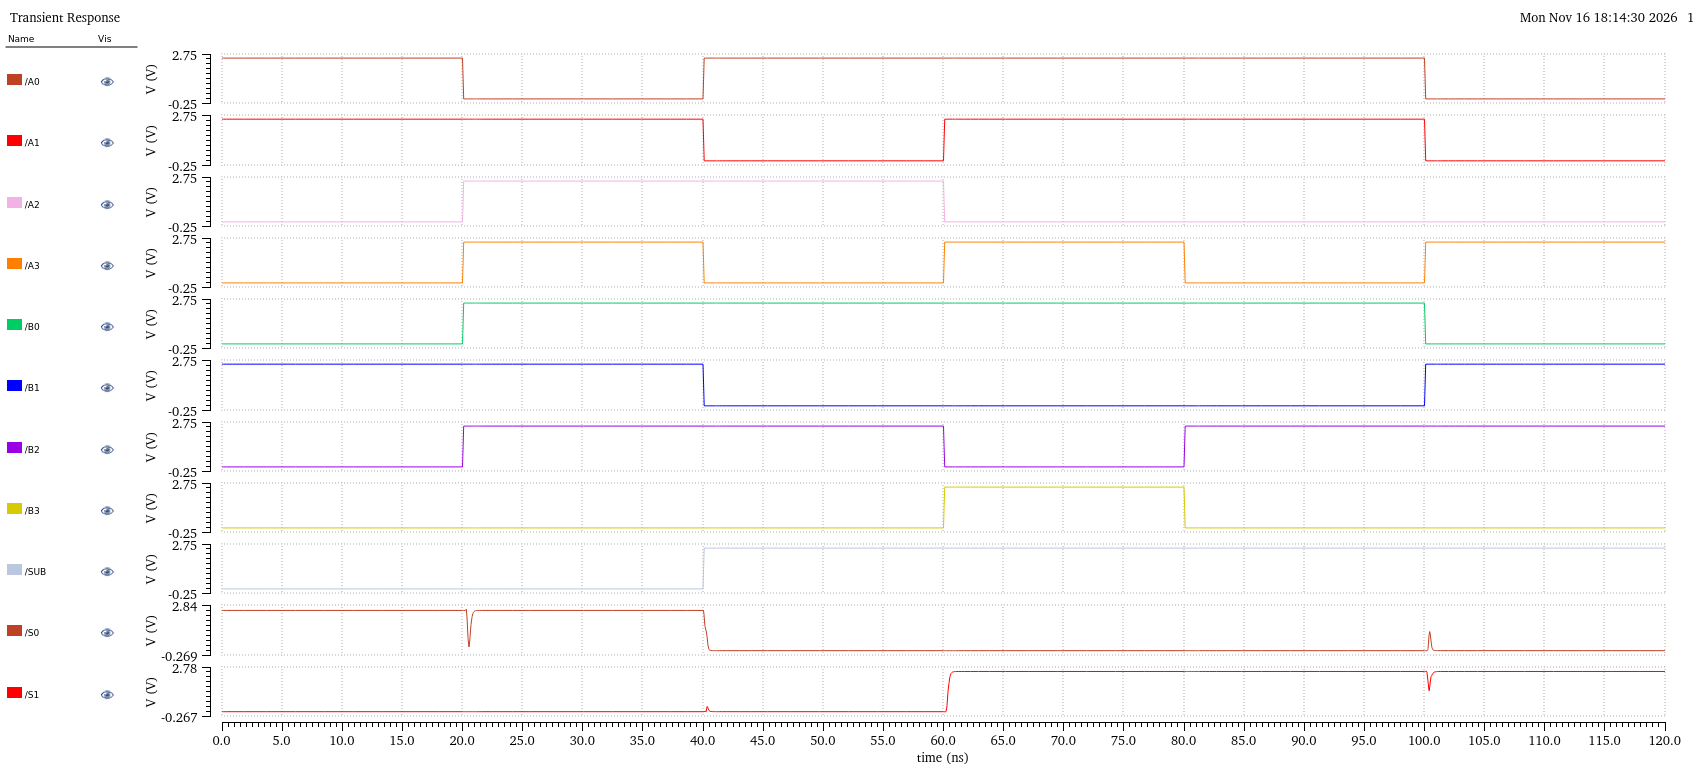 Transient Response
Mon Nov 16 18:14:30 2026 1
Name Vis
/A0
V (V)
2.75
-0.25
/A1
V (V)
2.75
-0.25
/A2
V (V)
2.75
-0.25
/A3
V (V)
2.75
-0.25
/B0
V (V)
2.75
-0.25
/B1
V (V)
2.75
-0.25
/B2
V (V)
2.75
-0.25
/B3
V (V)
2.75
-0.25
/SUB
V (V)
2.75
-0.25
/S0
V (V)
2.84
-0.269
/S1
V (V)
2.78
-0.267
0.0 5.0 10.0 15.0 20.0 25.0 30.0 35.0 40.0 45.0 50.0 55.0 60.0 65.0 70.0 75.0 80.0 85.0 90.0 95.0 100.0 105.0 110.0 115.0 120.0
time (ns)